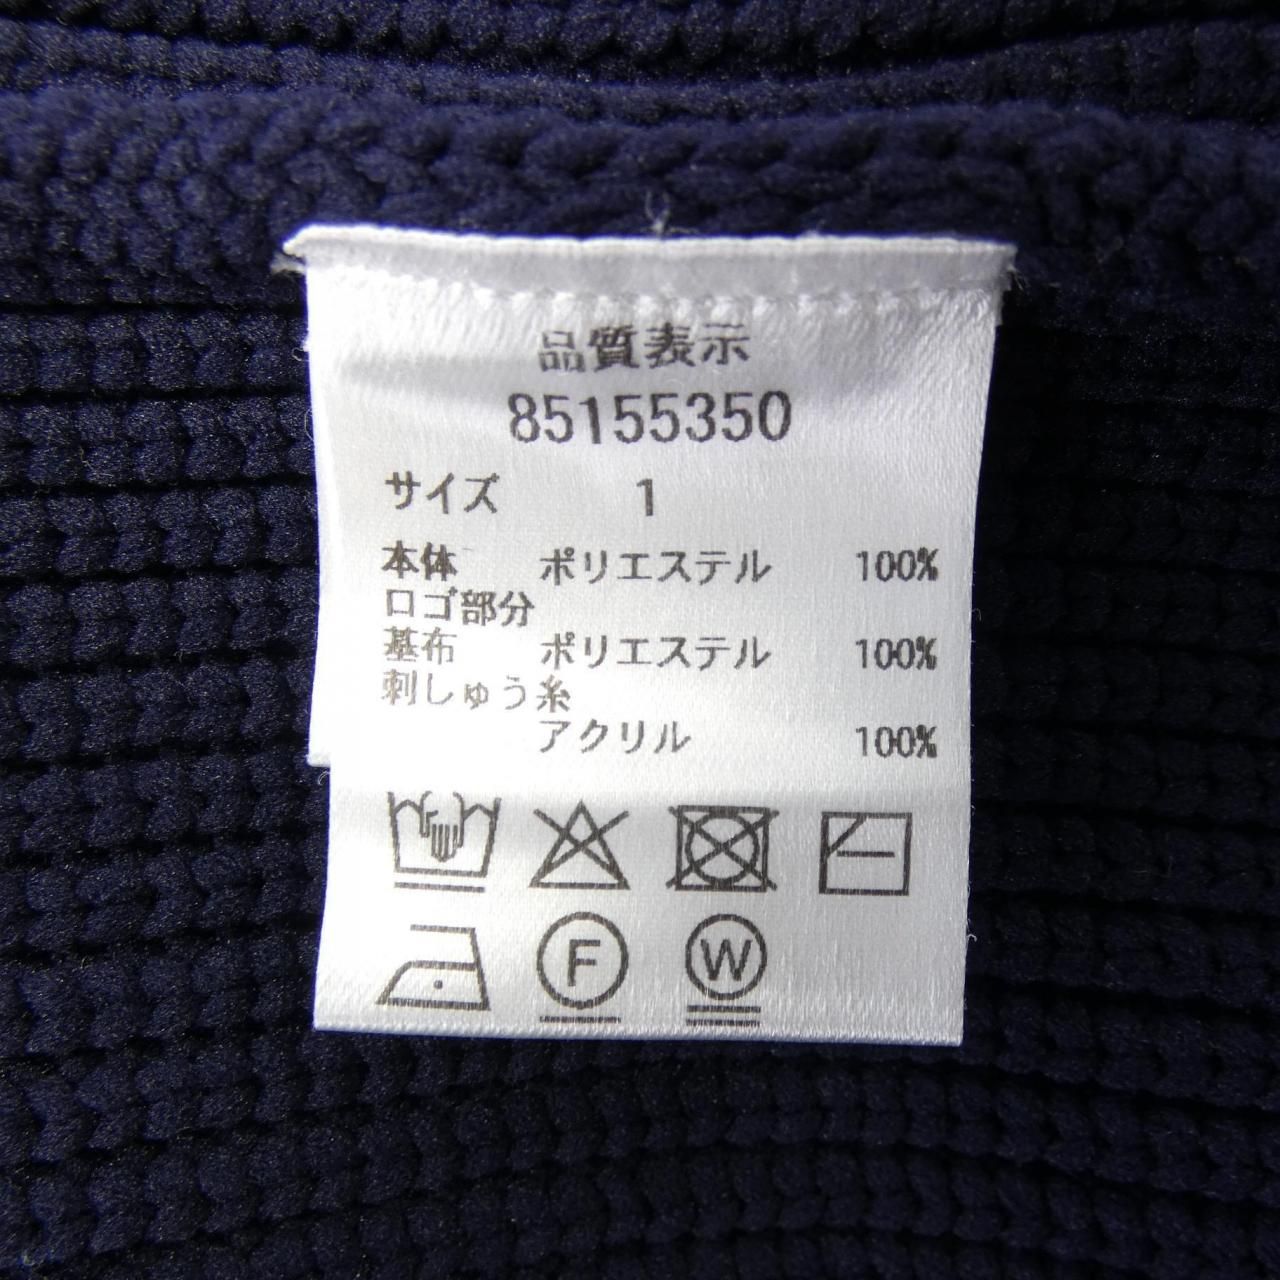 品質表示
85155350
サイズ 1
本体 ポリエステル 100%
ロゴ部分
基布 ポリエステル 100%
刺しゅう糸
アクリル 100%
F W